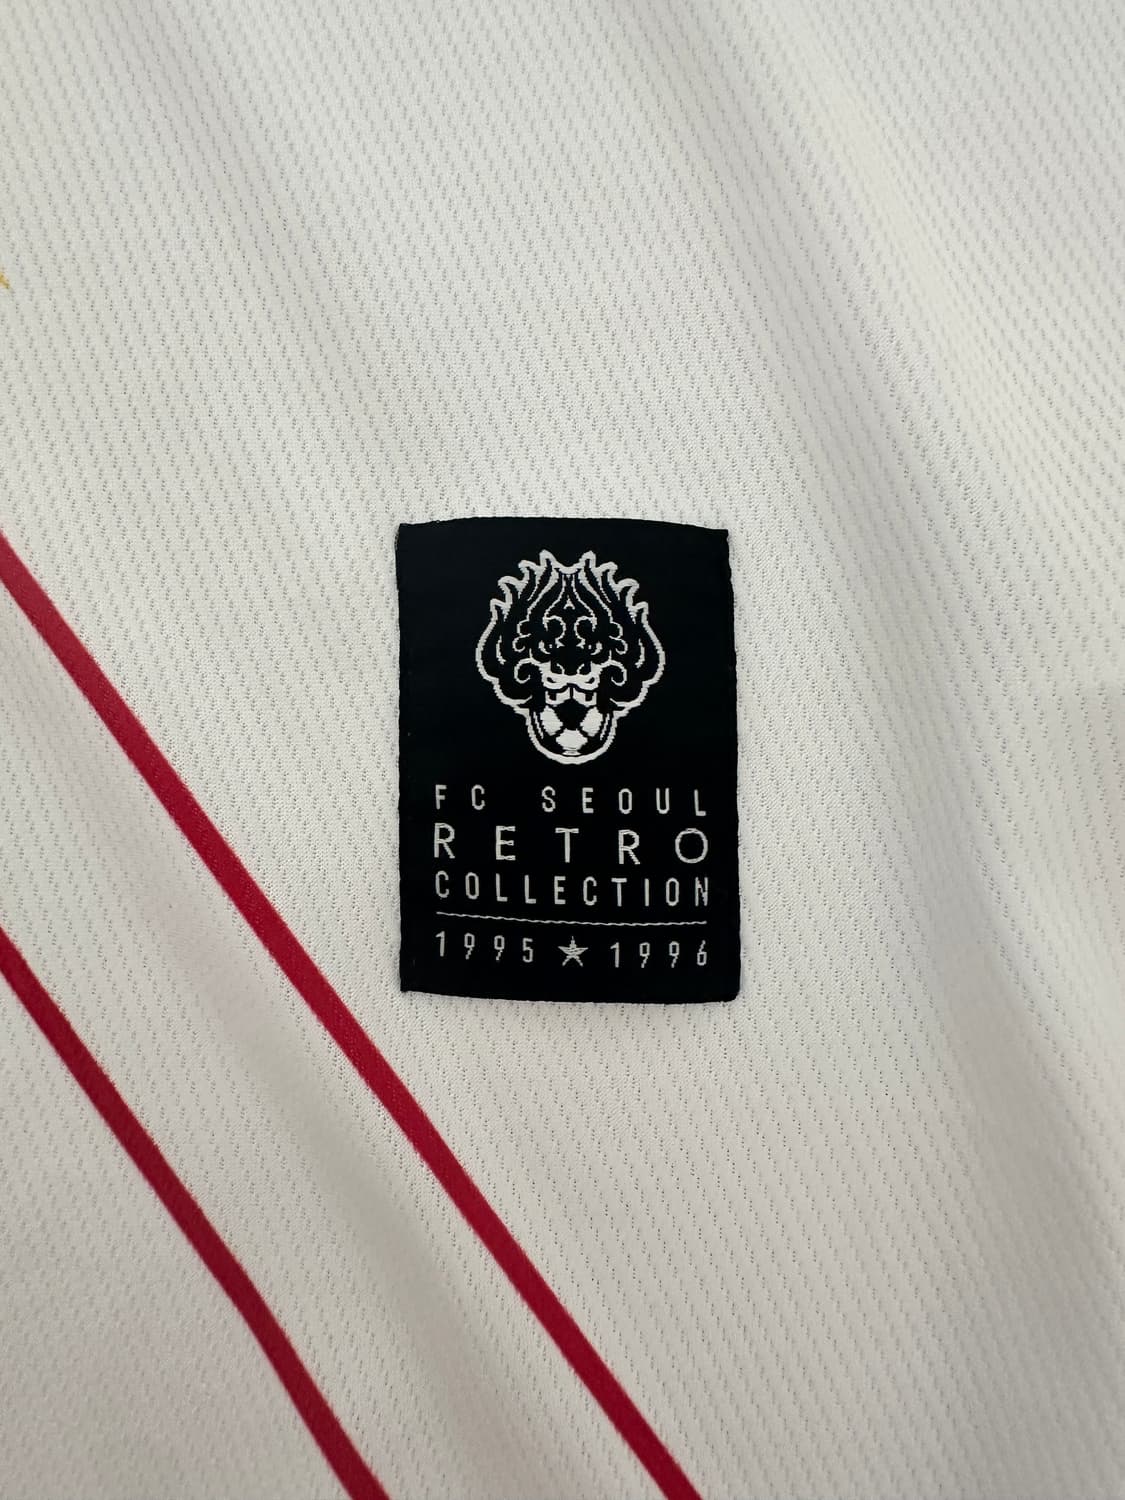 FC SEOUL
RETRO
COLLECTION
1995 ★ 1996